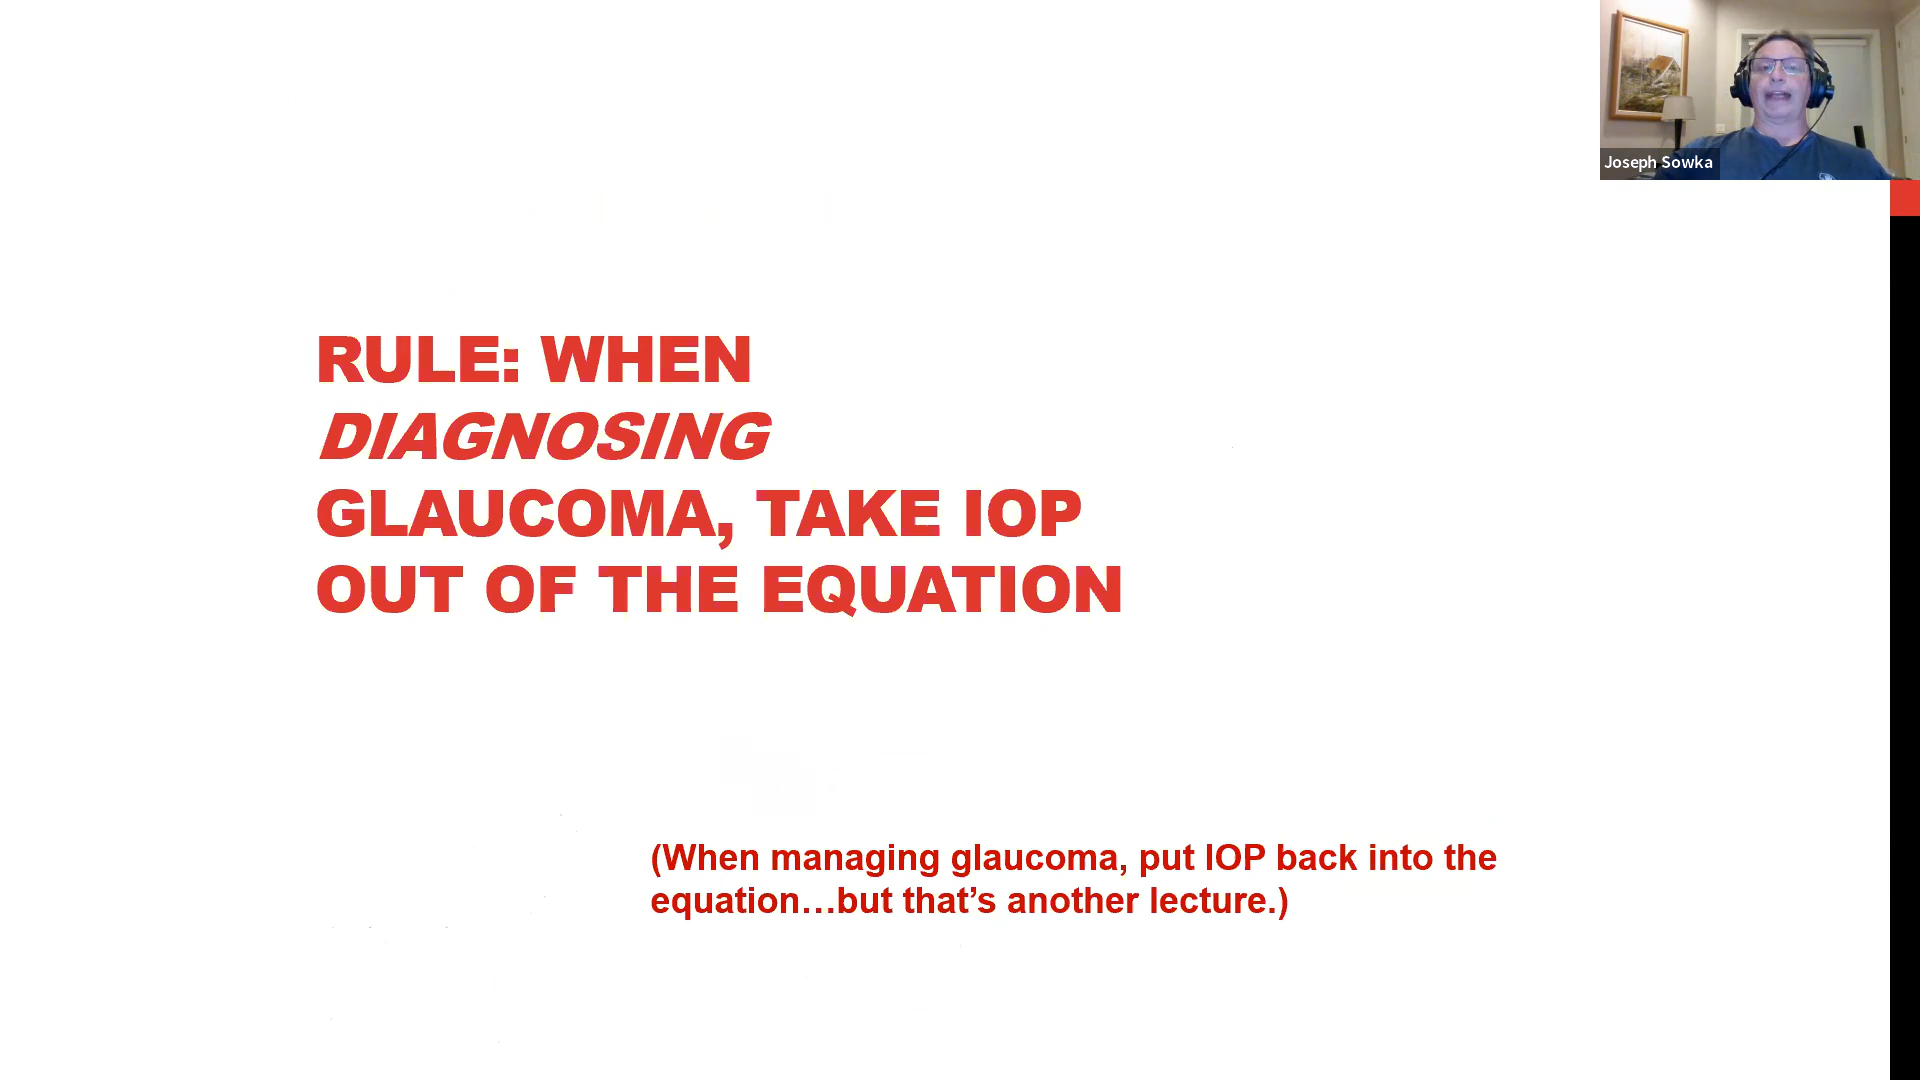 Joseph Sowka
RULE: WHEN
DIAGNOSING
GLAUCOMA, TAKE IOP
OUT OF THE EQUATION
(When managing glaucoma, put IOP back into the
equation…but that’s another lecture.)